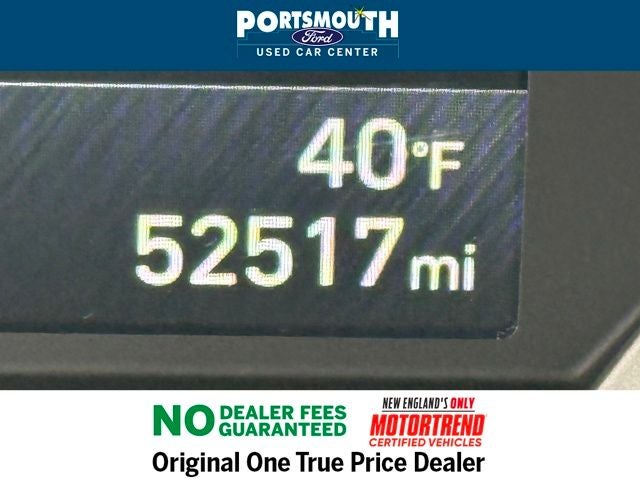 PORTSMOUTH
Ford
USED CAR CENTER
40°F
52517 mi
NO DEALER FEES
GUARANTEED
NEW ENGLAND'S ONLY
MOTORTREND
CERTIFIED VEHICLES
Original One True Price Dealer